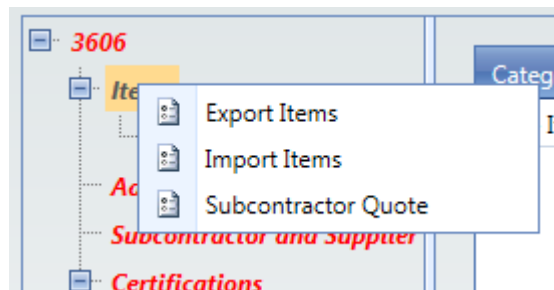 3606
Export Items
Import Items
Subcontractor Quote
Subcontractor and Supplier
Certifications